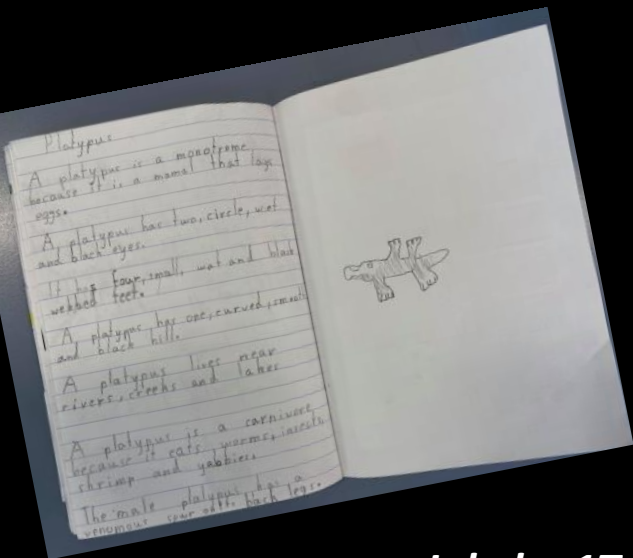 Platypus
A platypus is a monotreme
because it is a mamal that lays
eggs.
A platypus has two, circle, wet
and black eyes.
It has four, small, wet and black
webbed feet.
A platypus has one, curved, smooth
and black bill.
A platypus lives near
rivers, creeks and lakes
A platypus is a carnivore
because it eats worms, insects,
shrimp and yabbies.
The male platypus has a
venomous spur back legs.